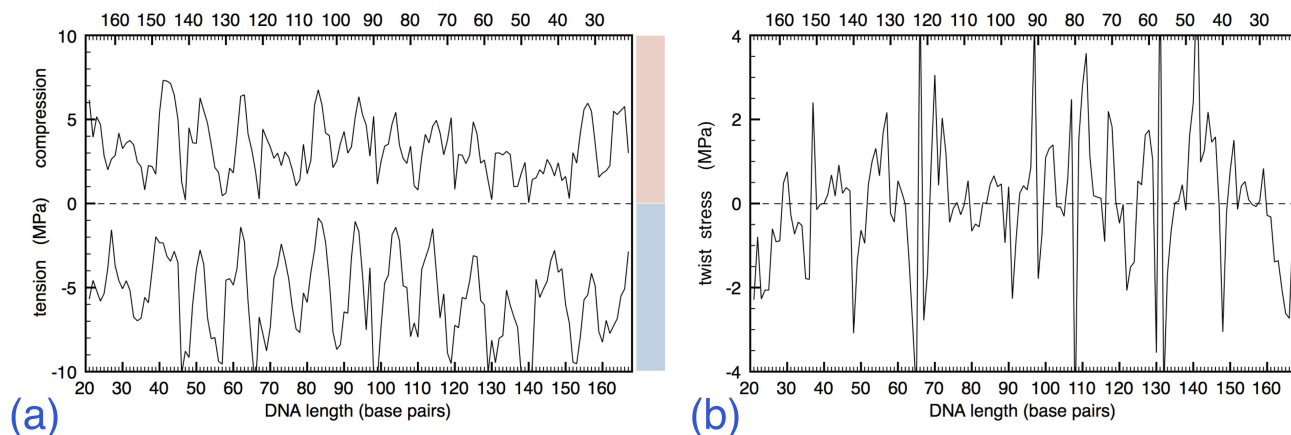 160 150 140 130 120 110 100 90 80 70 60 50 40 30
10
5
0
-5
-10
compression
tension (MPa)
20 30 40 50 60 70 80 90 100 110 120 130 140 150 160
DNA length (base pairs)
(a)
160 150 140 130 120 110 100 90 80 70 60 50 40 30
4
2
0
-2
-4
twist stress (MPa)
20 30 40 50 60 70 80 90 100 110 120 130 140 150 160
DNA length (base pairs)
(b)